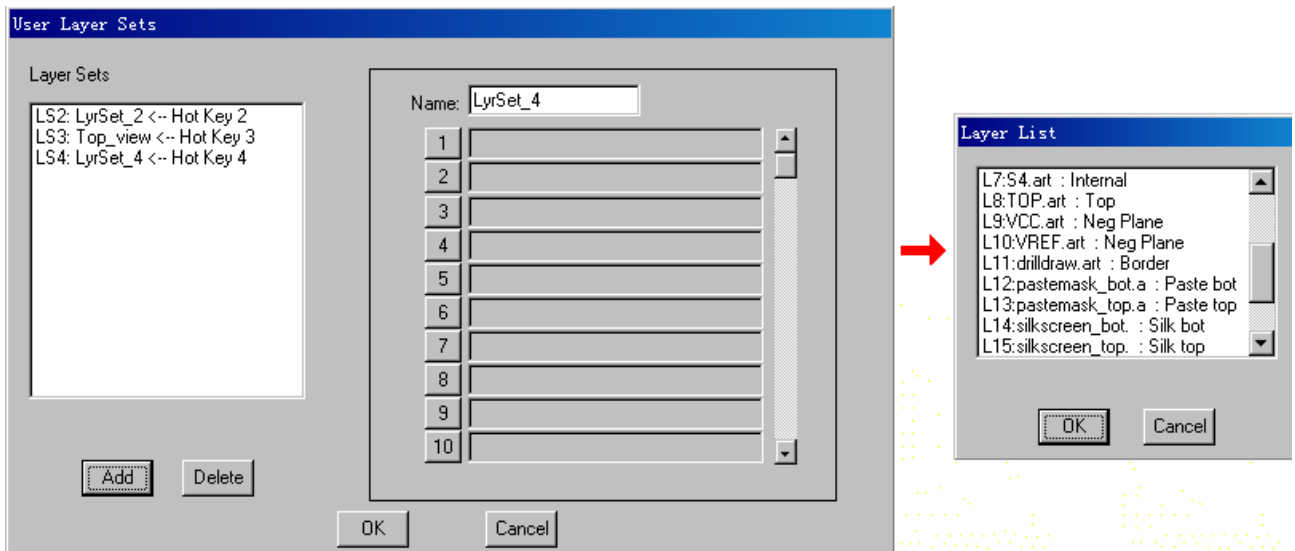 User Layer Sets
Layer Sets
LS2: LyrSet_2 <-- Hot Key 2
LS3: Top_view <-- Hot Key 3
LS4: LyrSet_4 <-- Hot Key 4
Add
Delete
Name: LyrSet_4
1
2
3
4
5
6
7
8
9
10
OK
Cancel
Layer List
L7:S4.art : Internal
L8:TOP.art : Top
L9:VCC.art : Neg Plane
L10:VREF.art : Neg Plane
L11:drilldraw.art : Border
L12:pastemask_bot.a : Paste bot
L13:pastemask_top.a : Paste top
L14:silkscreen_bot. : Silk bot
L15:silkscreen_top. : Silk top
OK
Cancel